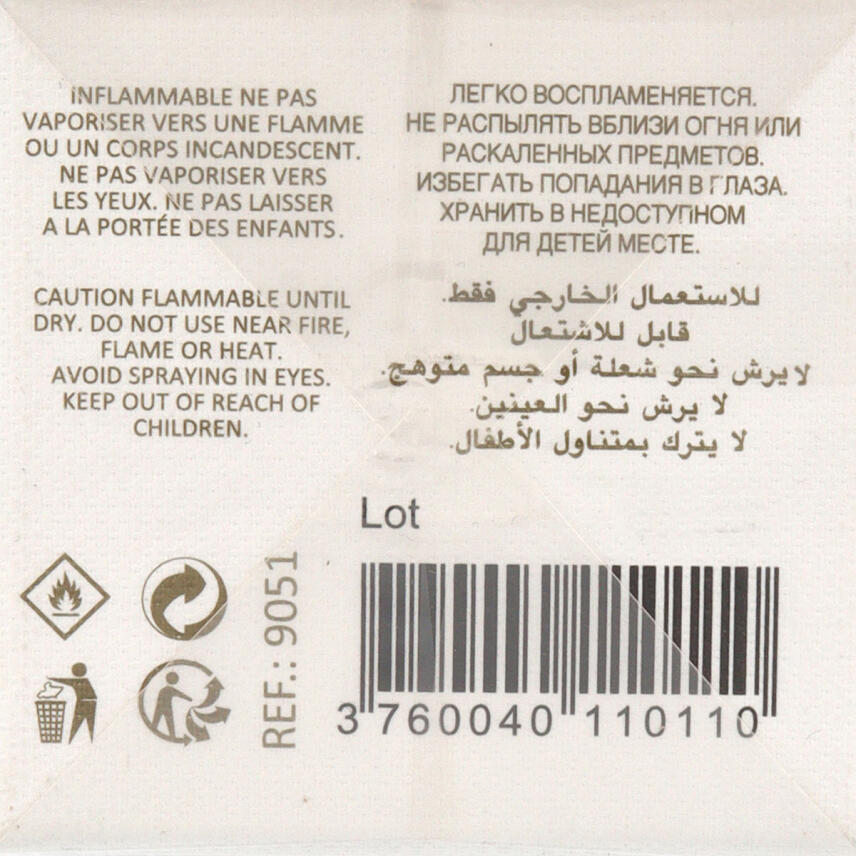 INFLAMMABLE NE PAS
VAPORISER VERS UNE FLAMME
OU UN CORPS INCANDESCENT.
NE PAS VAPORISER VERS
LES YEUX. NE PAS LAISSER
A LA PORTÉE DES ENFANTS.
CAUTION FLAMMABLE UNTIL
DRY. DO NOT USE NEAR FIRE,
FLAME OR HEAT.
AVOID SPRAYING IN EYES.
KEEP OUT OF REACH OF
CHILDREN.
ЛЕГКО ВОСПЛАМЕНЯЕТСЯ.
НЕ РАСПЫЛЯТЬ ВБЛИЗИ ОГНЯ ИЛИ
РАСКАЛЕННЫХ ПРЕДМЕТОВ.
ИЗБЕГАТЬ ПОПАДАНИЯ В ГЛАЗА.
ХРАНИТЬ В НЕДОСТУПНОМ
ДЛЯ ДЕТЕЙ МЕСТЕ.
للاستعمال الخارجي فقط.
قابل للاشتعال
لايرش نحو شعلة أو جسم متوهج.
لا يرش نحو العينين.
لا يترك بمتناول الأطفال.
Lot
REF.: 9051
3 760040 110110